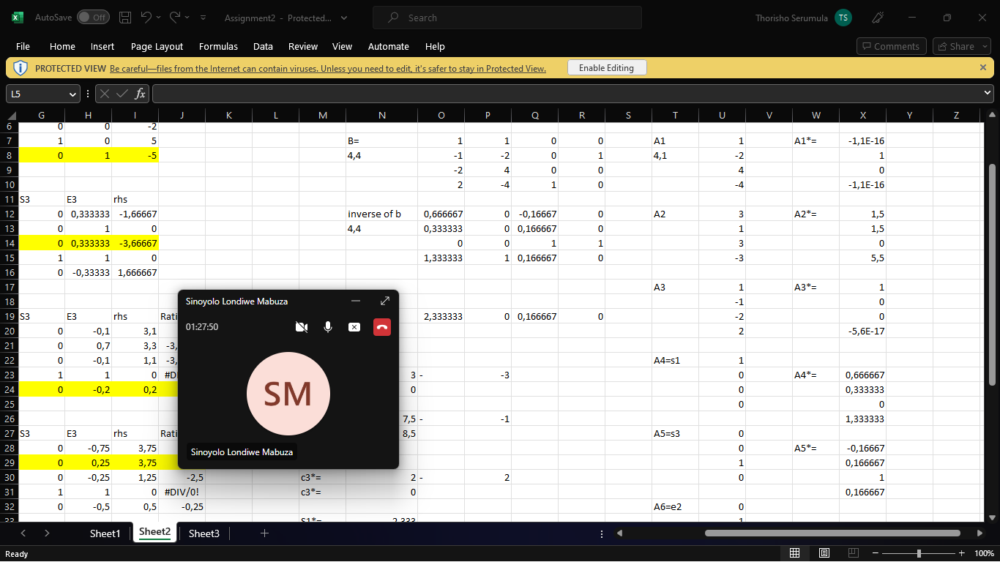 AutoSave Off Assignment2 - Protected... Search Thorisho Serumula TS
File Home Insert Page Layout Formulas Data Review View Automate Help Comments Share
PROTECTED VIEW Be careful—files from the Internet can contain viruses. Unless you need to edit, it's safer to stay in Protected View. Enable Editing
L5 fx
G H I J K L M N O P Q R S T U V W X Y Z
6 0 0 -2
7 1 0 5 B= 1 1 0 0 A1 1 A1*= -1,1E-16
8 0 1 -5 4,4 -1 -2 0 1 4,1 -2 1
9 -2 4 0 0 4 0
10 2 -4 1 0 -4 -1,1E-16
11 S3 E3 rhs
12 0 0,333333 -1,66667 inverse of b 0,666667 0 -0,16667 0 A2 3 A2*= 1,5
13 0 1 0 4,4 0,333333 0 0,166667 0 1 1,5
14 0 0,333333 -3,66667 0 0 1 1 3 0
15 1 1 0 1,333333 1 0,166667 0 -3 5,5
16 0 -0,33333 1,666667
17 A3 1 A3*= 1
18 -1 0
19 S3 E3 rhs Rati 2,333333 0 0,166667 0 -2 0
20 0 -0,1 3,1 2 -5,6E-17
21 0 0,7 3,3 -3,
22 0 -0,1 1,1 -3, A4=s1 1
23 1 1 0 #DI 3 - -3 0 A4*= 0,666667
24 0 -0,2 0,2 0 0 0,333333
25 0 0
26 7,5 - -1 1,333333
27 S3 E3 rhs Rati 8,5 A5=s3 0
28 0 -0,75 3,75 0 A5*= -0,16667
29 0 0,25 3,75 1 0,166667
30 0 -0,25 1,25 -2,5 c3*= 2 - 2 0 1
31 1 1 0 #DIV/0! c3*= 0 0,166667
32 0 -0,5 0,5 -0,25 A6=e2 0
33 S1*= 2,333 1
Sinoyolo Londiwe Mabuza
01:27:50
SM
Sinoyolo Londiwe Mabuza
Sheet1 Sheet2 Sheet3
Ready 100%